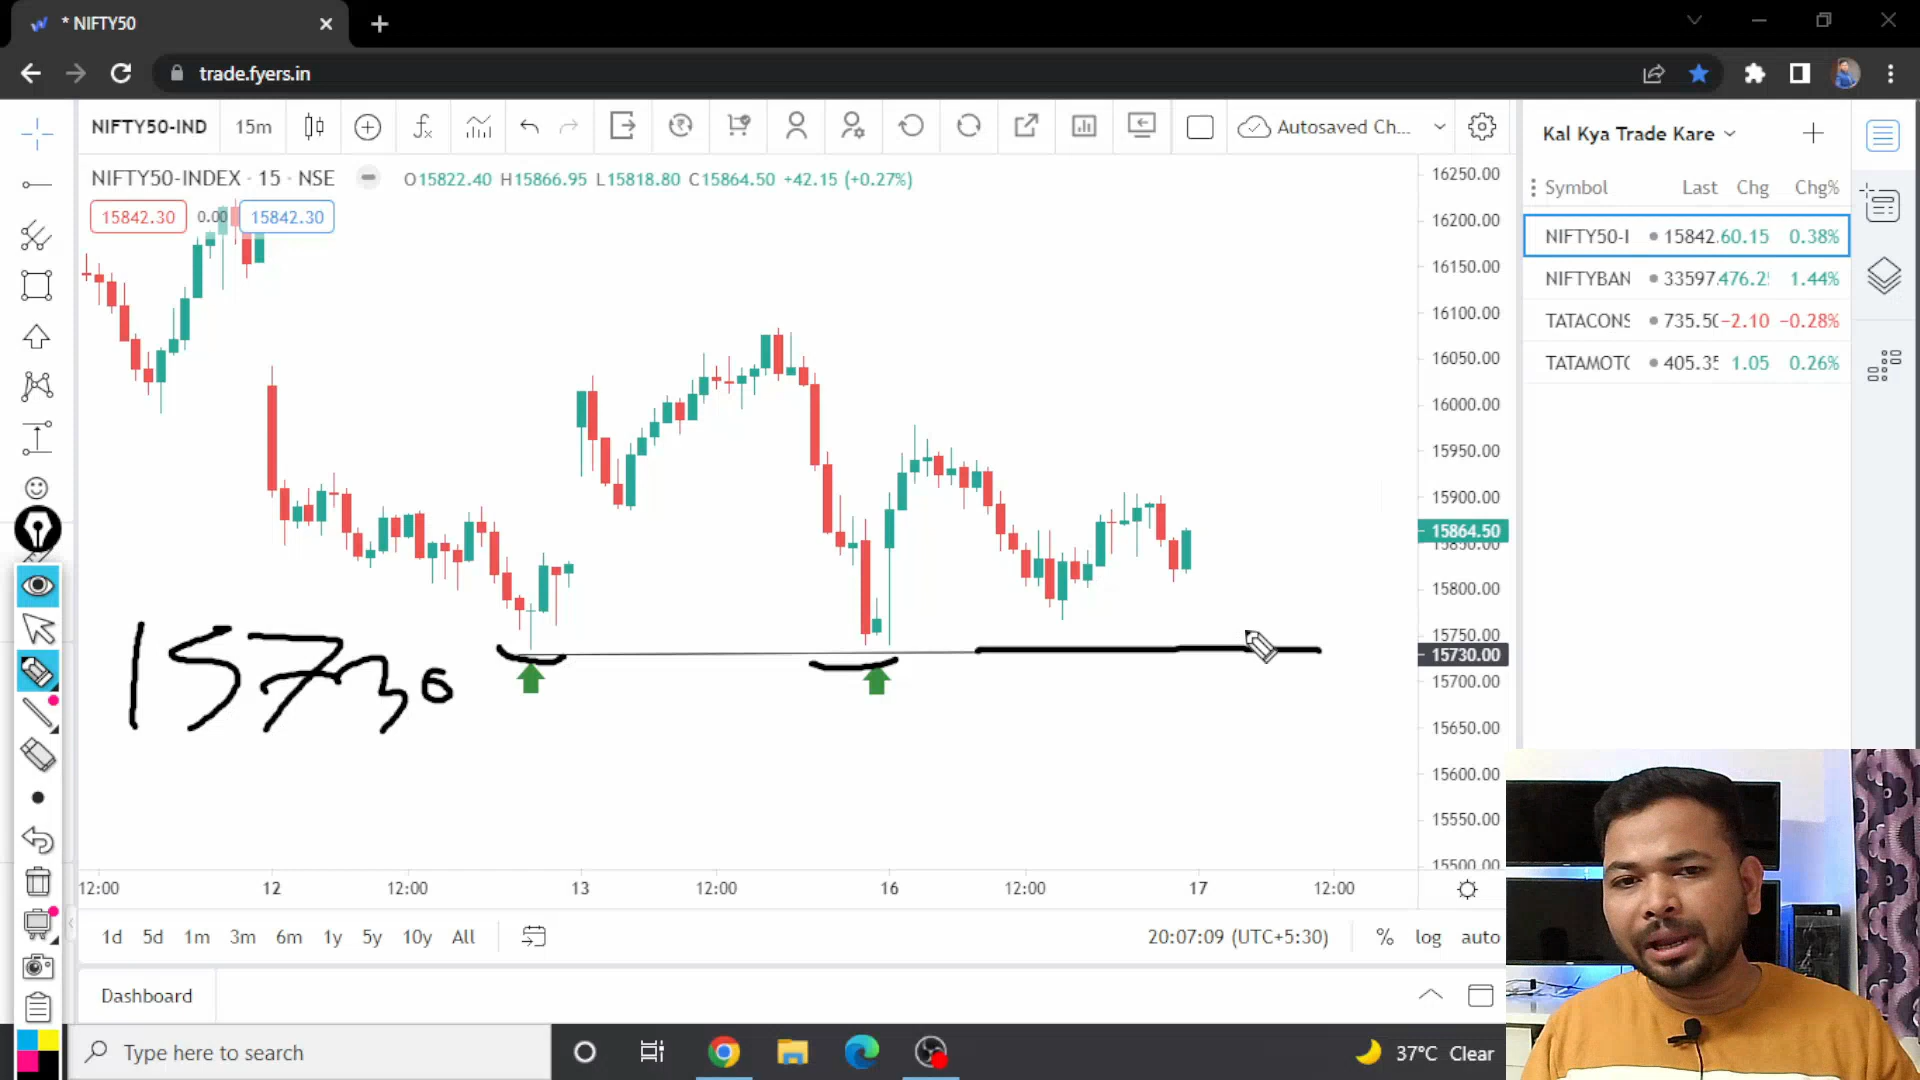 * NIFTY50
trade.fyers.in
NIFTY50-IND 15m Autosaved Ch...
NIFTY50-INDEX · 15 · NSE O15822.40 H15866.95 L15818.80 C15864.50 +42.15 (+0.27%)
15842.30 0.00 15842.30
16250.00
16200.00
16150.00
16100.00
16050.00
16000.00
15950.00
15900.00
15864.50
15850.00
15800.00
15750.00
15730.00
15700.00
15650.00
15600.00
15550.00
15500.00
15730
12:00 12 12:00 13 12:00 16 12:00 17 12:00
1d 5d 1m 3m 6m 1y 5y 10y All 20:07:09 (UTC+5:30) % log auto
Dashboard
Kal Kya Trade Kare
Symbol Last Chg Chg%
NIFTY50-I 15842. 60.15 0.38%
NIFTYBAN 33597. 476.2 1.44%
TATACONS 735.50 −2.10 −0.28%
TATAMOTO 405.35 1.05 0.26%
Type here to search
37°C Clear